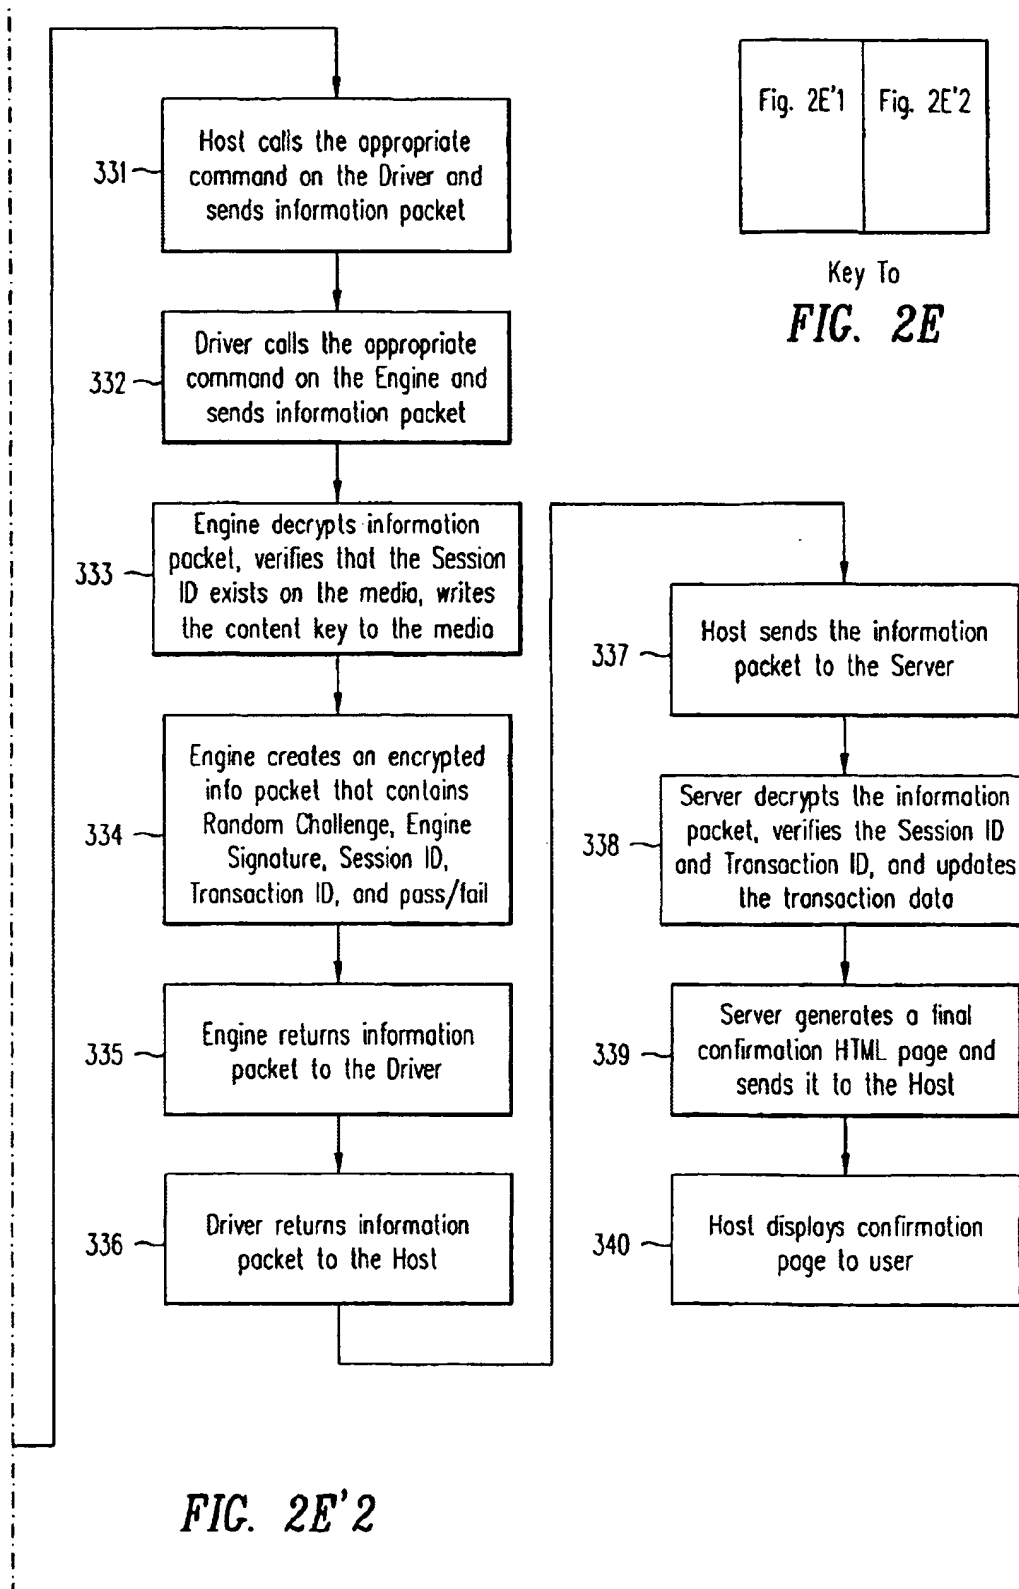 331
Host calls the appropriate
command on the Driver and
sends information packet
332
Driver calls the appropriate
command on the Engine and
sends information packet
333
Engine decrypts information
packet, verifies that the Session
ID exists on the media, writes
the content key to the media
334
Engine creates an encrypted
info packet that contains
Random Challenge, Engine
Signature, Session ID,
Transaction ID, and pass/fail
335
Engine returns information
packet to the Driver
336
Driver returns information
packet to the Host
337
Host sends the information
packet to the Server
338
Server decrypts the information
packet, verifies the Session ID
and Transaction ID, and updates
the transaction data
339
Server generates a final
confirmation HTML page and
sends it to the Host
340
Host displays confirmation
page to user
Fig. 2E'1
Fig. 2E'2
Key To
FIG. 2E
FIG. 2E'2